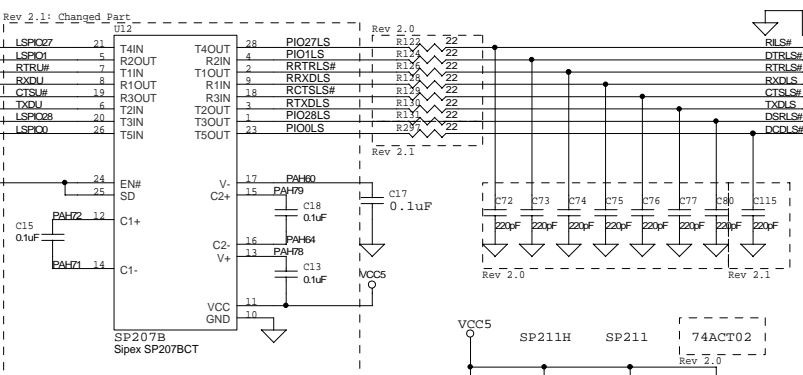 Rev 2.1: Changed Part
U12
Rev 2.0
LSPIO27 21 T4IN T4OUT 28 PIO27LS R122 22 RILS#
LSPIO1 5 R2OUT R2IN 4 PIO1LS R124 22 DTRLS#
RTRU# 7 T1IN T1OUT 2 RRTRLS# R126 22 RTRLS#
RXDU 8 R1OUT R1IN 9 RRXDLS R128 22 RXDLS
CTSU# 19 R3OUT R3IN 18 RCTSLS# R129 22 CTSLS#
TXDU 6 T2IN T2OUT 3 RTXDLS R130 22 TXDLS
LSPIO28 20 T3IN T3OUT 1 PIO28LS R131 22 DSRLS#
LSPIO0 26 T5IN T5OUT 23 PIO0LS R297 22 DCDLS#
Rev 2.1
24 EN# V- 17 PAH60
25 SD C2+ 15 PAH79
C17
0.1uF
C72 C73 C74 C75 C76 C77 C80 C115
220pF 220pF 220pF 220pF 220pF 220pF 220pF 220pF
PAH72 12 C1+
C18
0.1uF
C15
0.1uF
C2- 16 PAH64
V+ 13 PAH78
PAH71 14 C1-
C13
0.1uF
VCC5
Rev 2.0 Rev 2.1
VCC 11
GND 10
SP207B
Sipex SP207BCT
VCC5
SP211H SP211 74ACT02
Rev 2.0